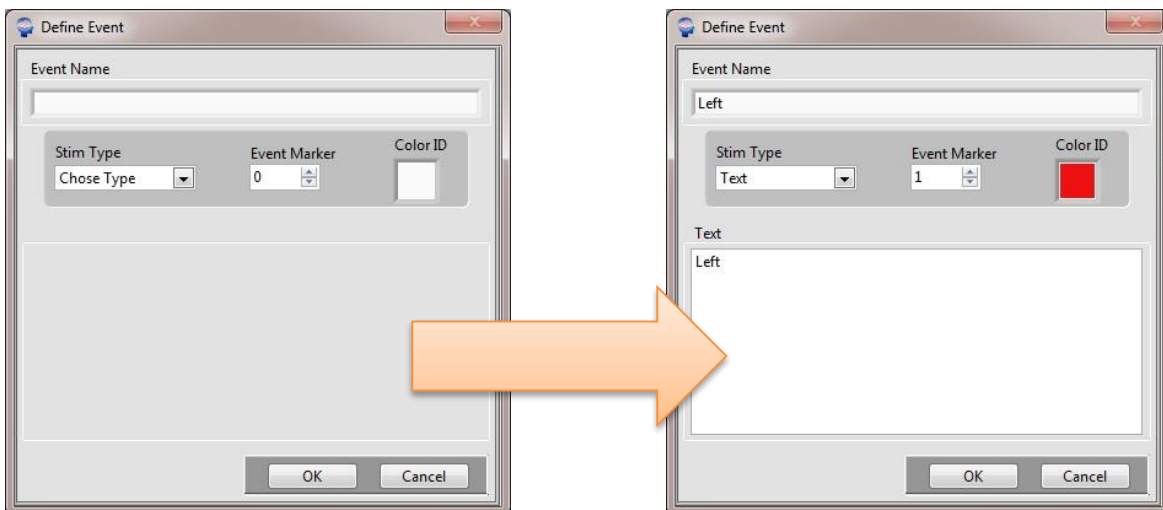 Define Event
Event Name
Stim Type
Event Marker
Color ID
Chose Type
0
OK
Cancel
Define Event
Event Name
Left
Stim Type
Event Marker
Color ID
Text
1
Text
Left
OK
Cancel